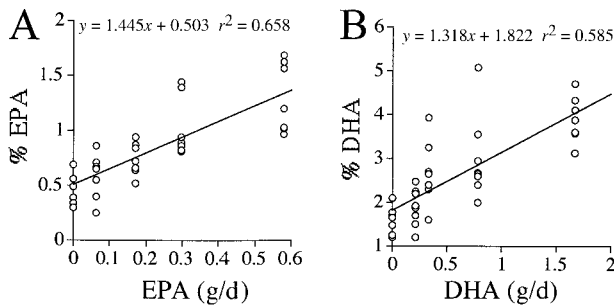 A
y = 1.445x + 0.503 r² = 0.658
% EPA
2
1.5
1
0.5
0
0 0.1 0.2 0.3 0.4 0.5 0.6
EPA (g/d)
B
y = 1.318x + 1.822 r² = 0.585
% DHA
6
5
4
3
2
1
0 0.5 1 1.5 2
DHA (g/d)